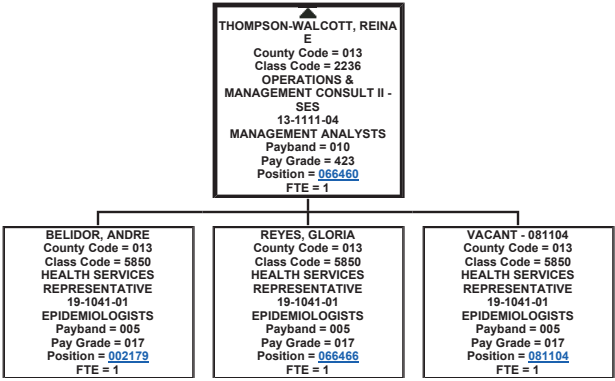 THOMPSON-WALCOTT, REINA
E
County Code = 013
Class Code = 2236
OPERATIONS &
MANAGEMENT CONSULT II -
SES
13-1111-04
MANAGEMENT ANALYSTS
Payband = 010
Pay Grade = 423
Position = 066460
FTE = 1
BELIDOR, ANDRE
County Code = 013
Class Code = 5850
HEALTH SERVICES
REPRESENTATIVE
19-1041-01
EPIDEMIOLOGISTS
Payband = 005
Pay Grade = 017
Position = 002179
FTE = 1
REYES, GLORIA
County Code = 013
Class Code = 5850
HEALTH SERVICES
REPRESENTATIVE
19-1041-01
EPIDEMIOLOGISTS
Payband = 005
Pay Grade = 017
Position = 066466
FTE = 1
VACANT - 081104
County Code = 013
Class Code = 5850
HEALTH SERVICES
REPRESENTATIVE
19-1041-01
EPIDEMIOLOGISTS
Payband = 005
Pay Grade = 017
Position = 081104
FTE = 1